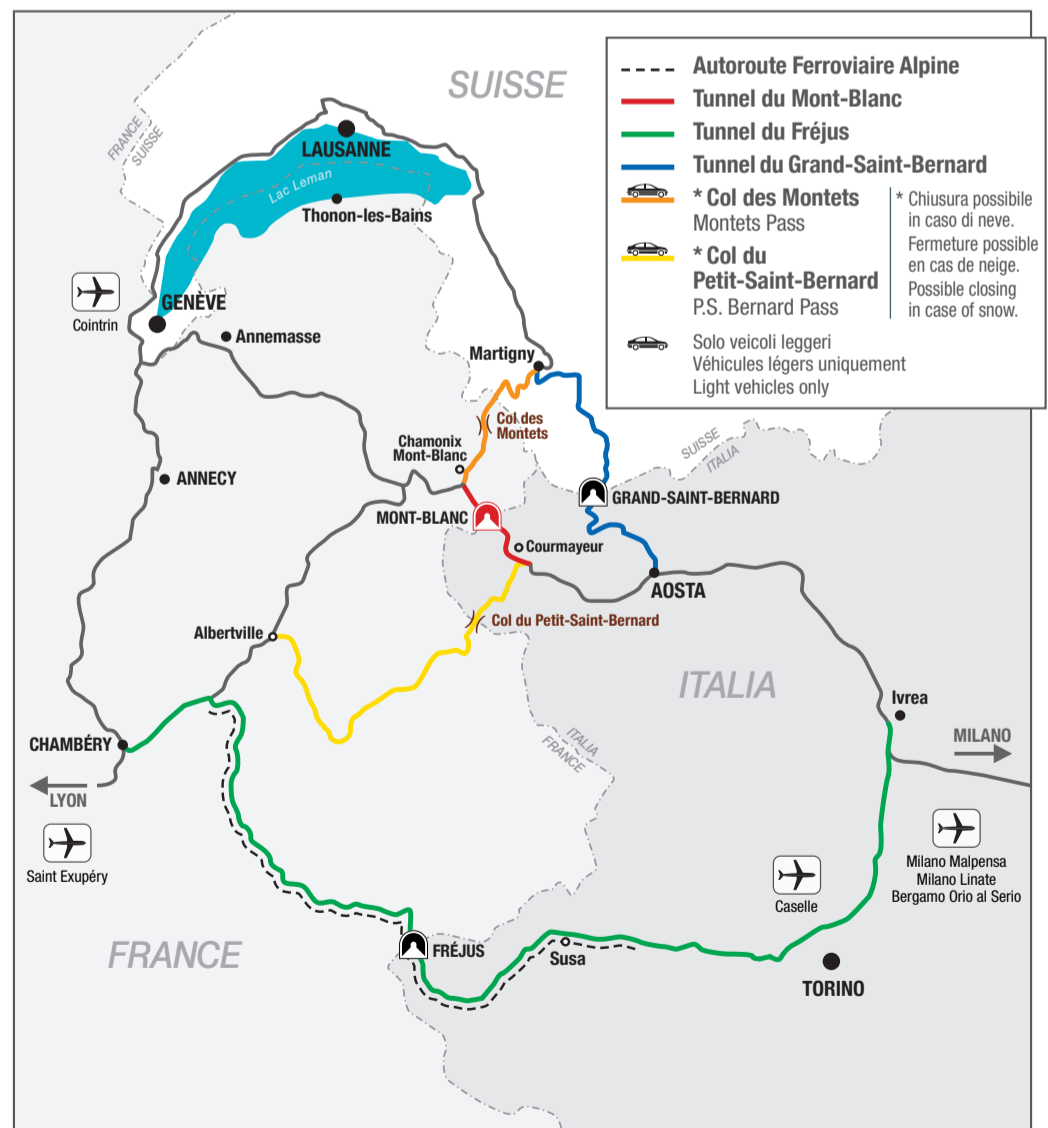 SUISSE
FRANCE
SUISSE
LAUSANNE
Lac Leman
Thonon-les-Bains
GENÈVE
Cointrin
Annemasse
Martigny
Col des
Montets
Chamonix
Mont-Blanc
ANNECY
MONT-BLANC
GRAND-SAINT-BERNARD
SUISSE
ITALIA
Courmayeur
AOSTA
Col du Petit-Saint-Bernard
Albertville
ITALIA
Ivrea
CHAMBÉRY
ITALIA
FRANCE
MILANO
LYON
Saint Exupéry
Milano Malpensa
Milano Linate
Bergamo Orio al Serio
Caselle
FRANCE
FRÉJUS
Susa
TORINO
Autoroute Ferroviaire Alpine
Tunnel du Mont-Blanc
Tunnel du Fréjus
Tunnel du Grand-Saint-Bernard
* Col des Montets
Montets Pass
* Col du
Petit-Saint-Bernard
P.S. Bernard Pass
* Chiusura possibile
in caso di neve.
Fermeture possible
en cas de neige.
Possible closing
in case of snow.
Solo veicoli leggeri
Véhicules légers uniquement
Light vehicles only